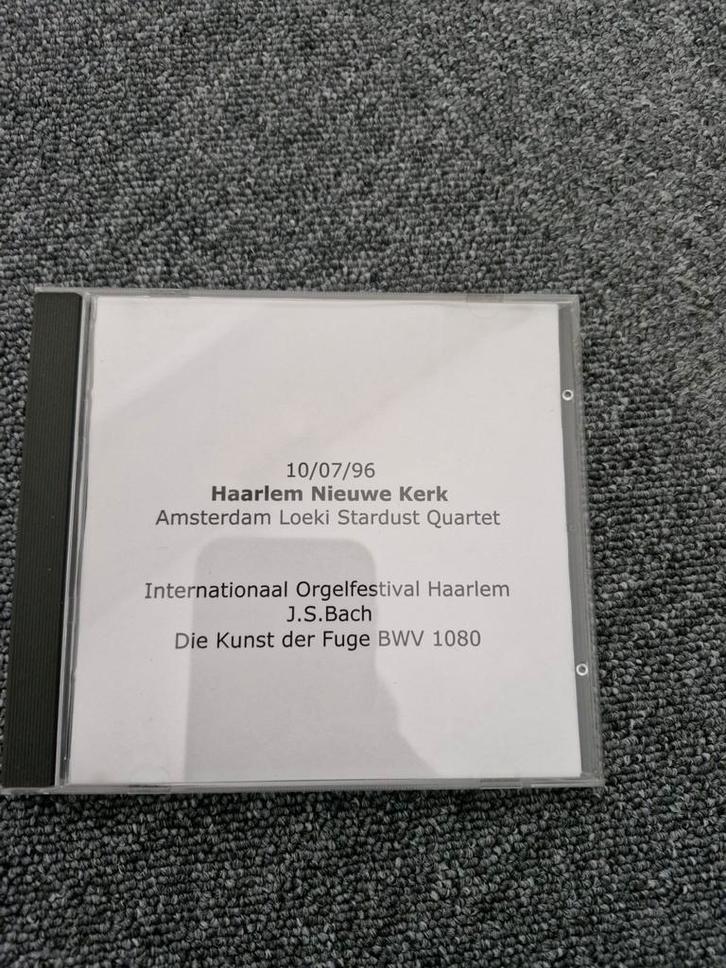 10/07/96
Haarlem Nieuwe Kerk
Amsterdam Loeki Stardust Quartet
Internationaal Orgelfestival Haarlem
J.S.Bach
Die Kunst der Fuge BWV 1080